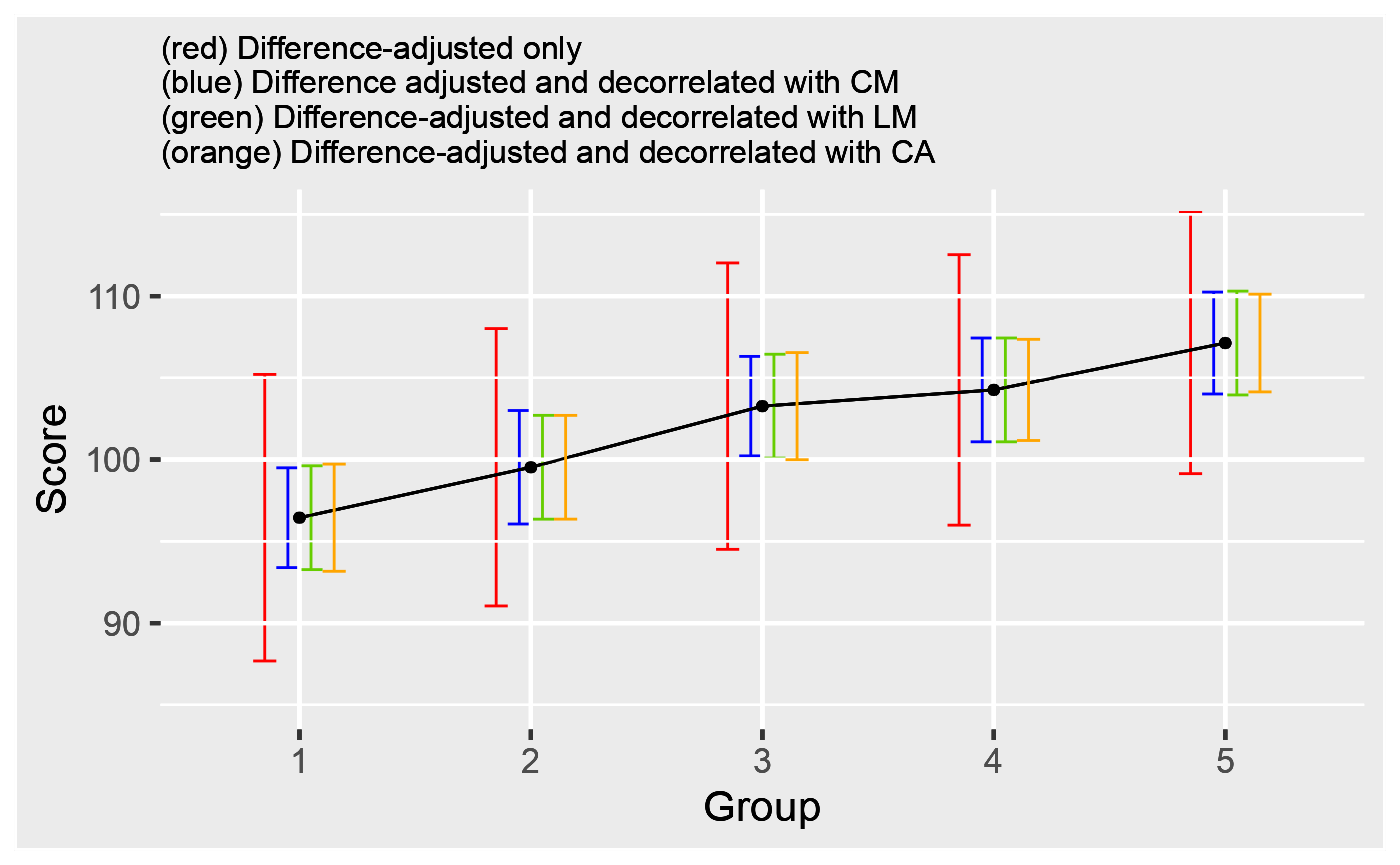 (red) Difference-adjusted only
(blue) Difference adjusted and decorrelated with CM
(green) Difference-adjusted and decorrelated with LM
(orange) Difference-adjusted and decorrelated with CA
110
100
90
Score
1 2 3 4 5
Group